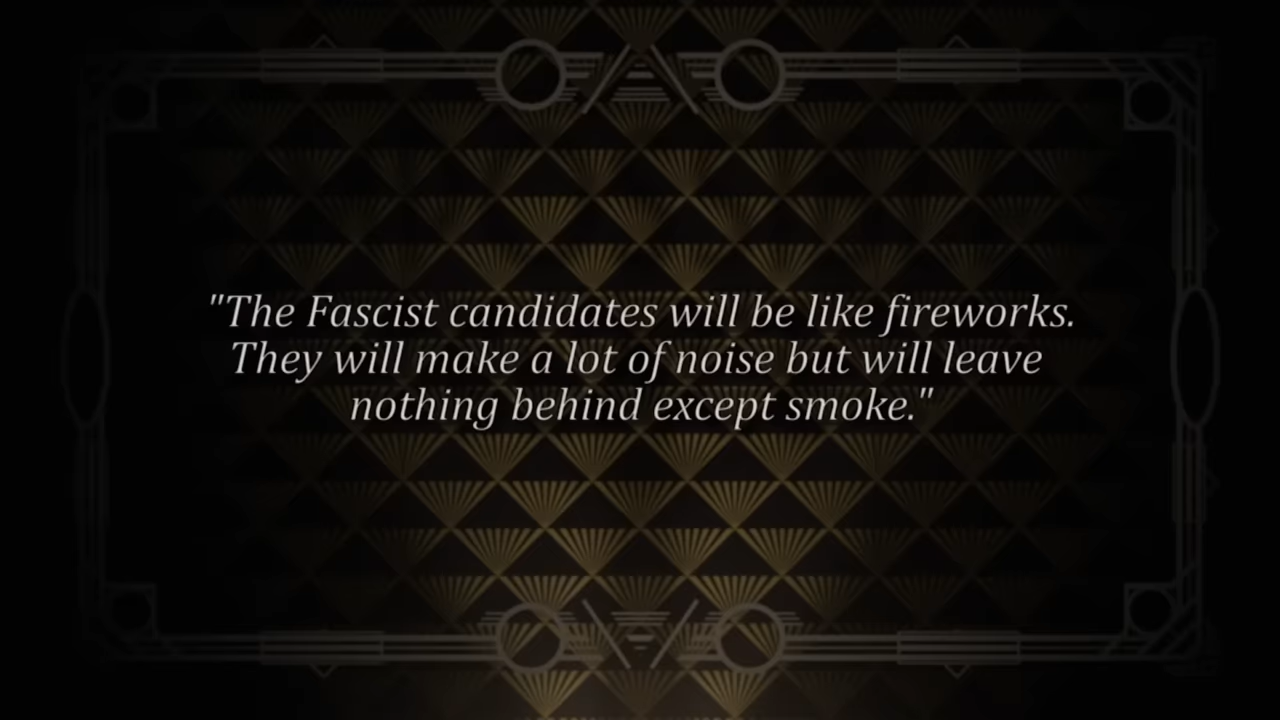 "The Fascist candidates will be like fireworks.
They will make a lot of noise but will leave
nothing behind except smoke."